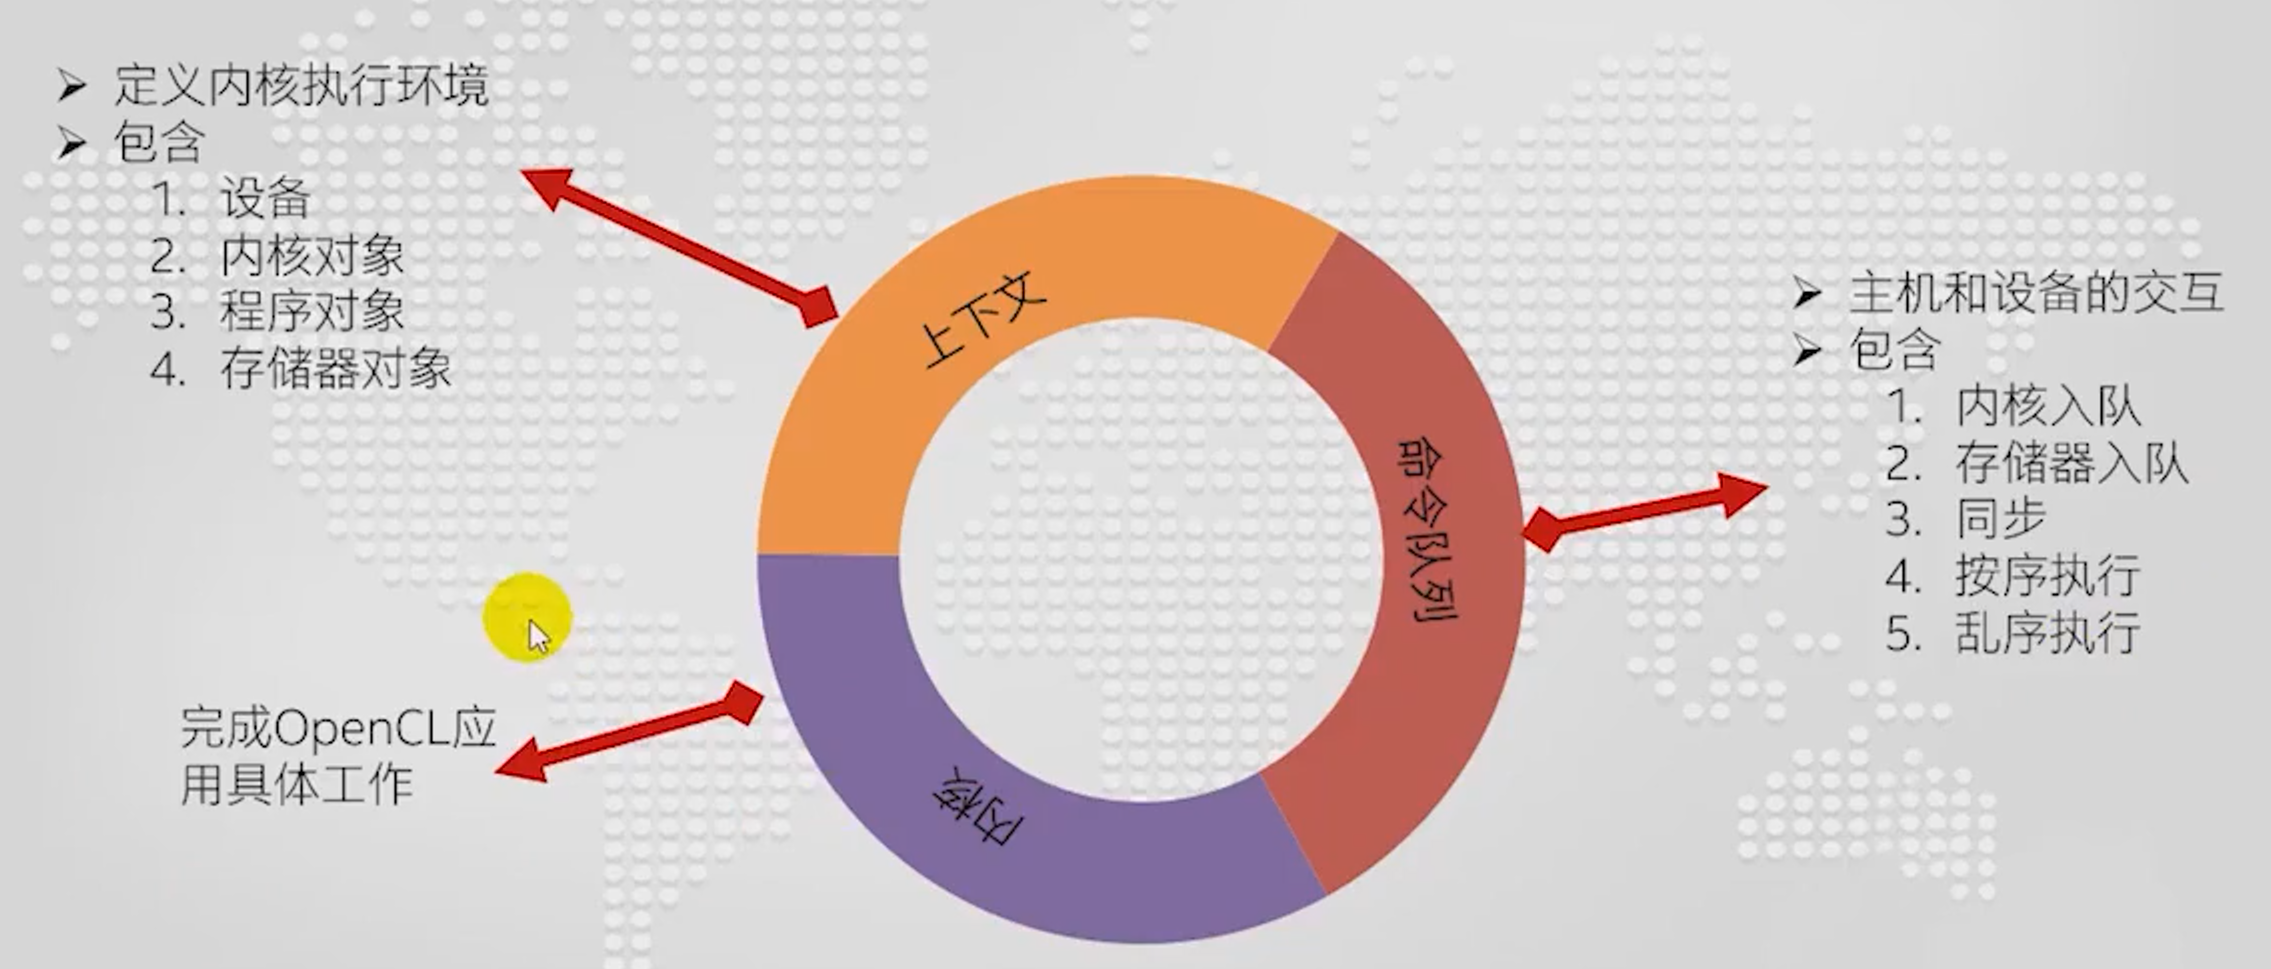 ➢ 定义内核执行环境
➢ 包含
1. 设备
2. 内核对象
3. 程序对象
4. 存储器对象
上下文
命令队列
内核
➢ 主机和设备的交互
➢ 包含
1. 内核入队
2. 存储器入队
3. 同步
4. 按序执行
5. 乱序执行
完成OpenCL应
用具体工作